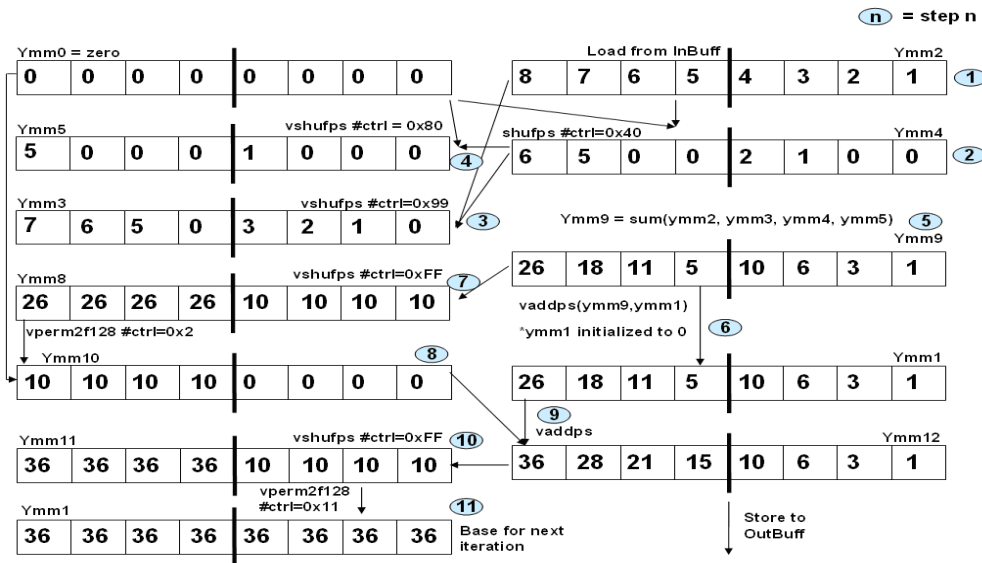 n = step n
Ymm0 = zero
Load from InBuff
Ymm2
0 0 0 0 0 0 0 0
8 7 6 5 4 3 2 1
1
Ymm5
vshufps #ctrl = 0x80
shufps #ctrl=0x40
Ymm4
5 0 0 0 1 0 0 0
4
6 5 0 0 2 1 0 0
2
Ymm3
vshufps #ctrl=0x99
7 6 5 0 3 2 1 0
3
Ymm9 = sum(ymm2, ymm3, ymm4, ymm5)
5
Ymm9
26 18 11 5 10 6 3 1
Ymm8
vshufps #ctrl=0xFF
7
26 26 26 26 10 10 10 10
vaddps(ymm9,ymm1)
*ymm1 initialized to 0
6
vperm2f128 #ctrl=0x2
Ymm10
8
Ymm1
10 10 10 10 0 0 0 0
26 18 11 5 10 6 3 1
9
vaddps
Ymm11
vshufps #ctrl=0xFF
10
Ymm12
36 36 36 36 10 10 10 10
36 28 21 15 10 6 3 1
vperm2f128
#ctrl=0x11
Ymm1
11
36 36 36 36 36 36 36 36
Base for next
iteration
Store to
OutBuff